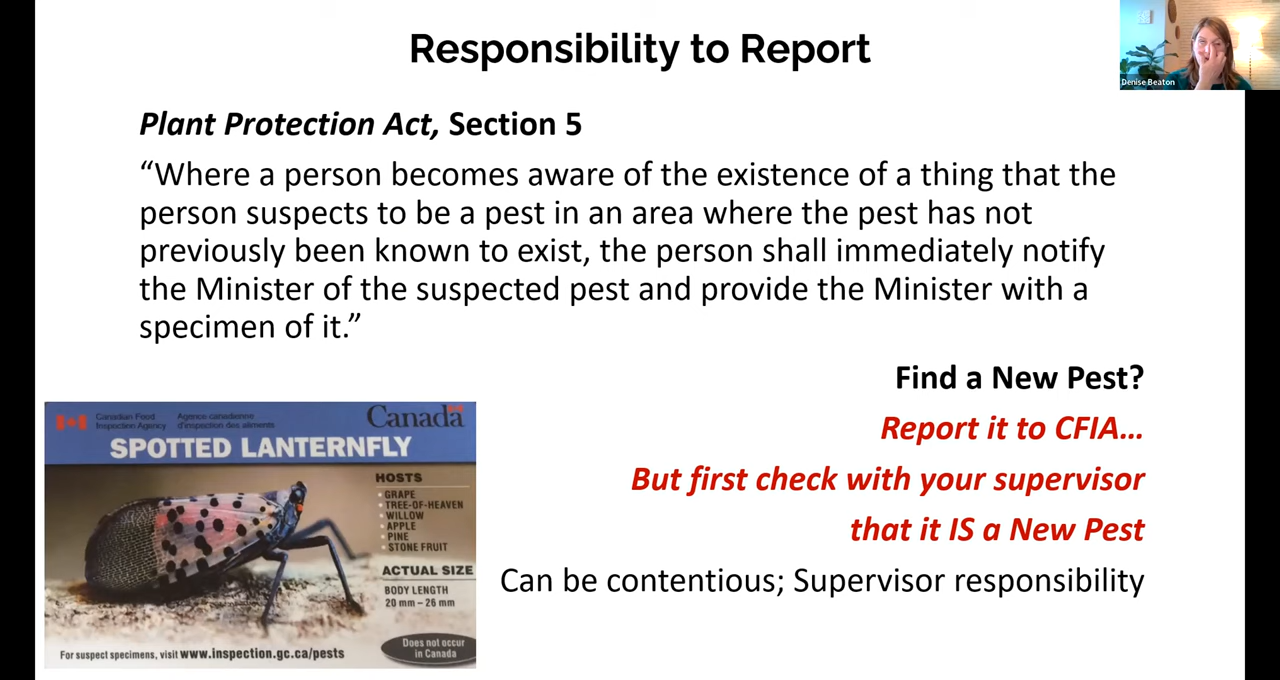 Responsibility to Report
Denise Beaton
Plant Protection Act, Section 5
“Where a person becomes aware of the existence of a thing that the
person suspects to be a pest in an area where the pest has not
previously been known to exist, the person shall immediately notify
the Minister of the suspected pest and provide the Minister with a
specimen of it.”
Find a New Pest?
Report it to CFIA…
But first check with your supervisor
that it IS a New Pest
Can be contentious; Supervisor responsibility
Canadian Food
Inspection Agency
Agence canadienne
d'inspection des aliments
Canada
SPOTTED LANTERNFLY
HOSTS
• GRAPE
• TREE-OF-HEAVEN
• WILLOW
• APPLE
• PINE
• STONE FRUIT
ACTUAL SIZE
BODY LENGTH
20 mm – 26 mm
Does not occur
in Canada
For suspect specimens, visit www.inspection.gc.ca/pests